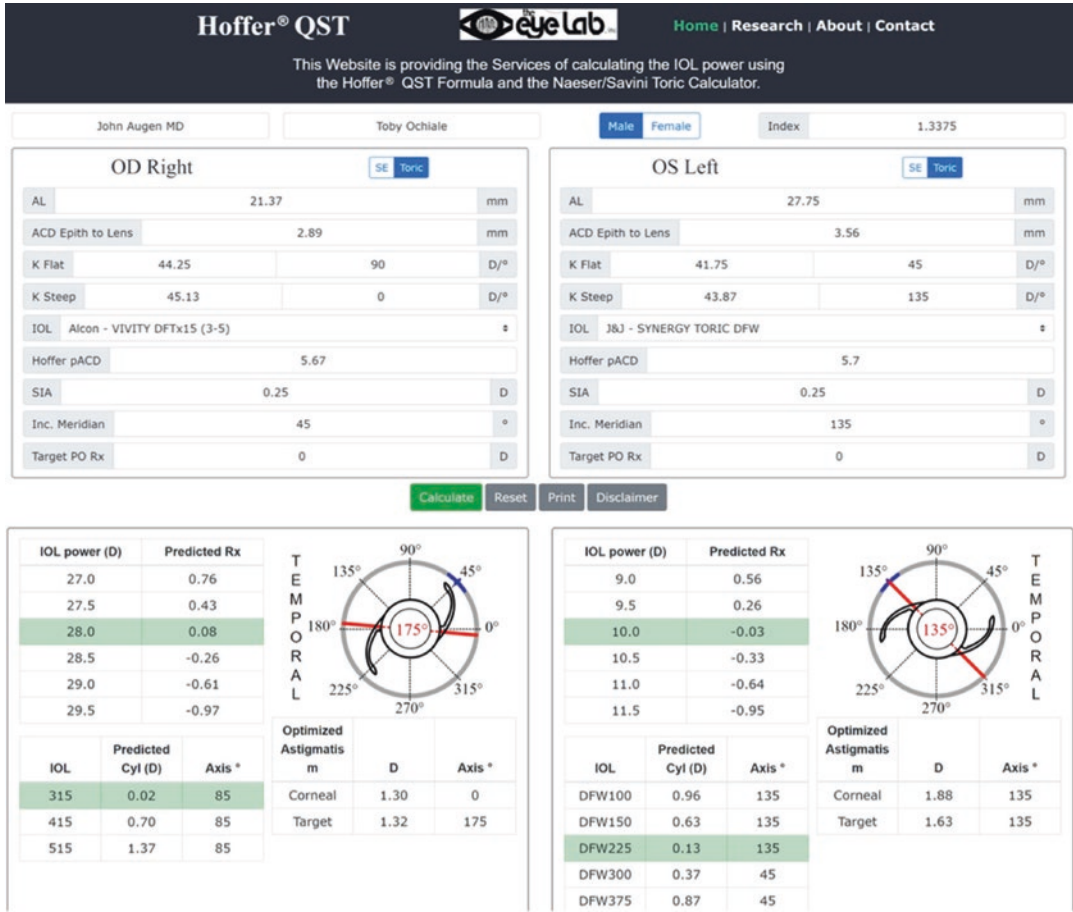 Hoffer® QST
the
eye Lab
Home | Research | About | Contact
This Website is providing the Services of calculating the IOL power using
the Hoffer® QST Formula and the Naeser/Savini Toric Calculator.
John Augen MD Toby Ochiale Male Female Index 1.3375
OD Right SE Toric
AL 21.37 mm
ACD Epith to Lens 2.89 mm
K Flat 44.25 90 D/º
K Steep 45.13 0 D/º
IOL Alcon - VIVITY DFTx15 (3-5)
Hoffer pACD 5.67
SIA 0.25 D
Inc. Meridian 45 º
Target PO Rx 0 D
OS Left SE Toric
AL 27.75 mm
ACD Epith to Lens 3.56 mm
K Flat 41.75 45 D/º
K Steep 43.87 135 D/º
IOL J&J - SYNERGY TORIC DFW
Hoffer pACD 5.7
SIA 0.25 D
Inc. Meridian 135 º
Target PO Rx 0 D
Calculate Reset Print Disclaimer
IOL power (D) Predicted Rx
27.0 0.76
27.5 0.43
28.0 0.08
28.5 -0.26
29.0 -0.61
29.5 -0.97
TEMPORAL
90°
135° 45°
180° 175° 0°
225° 315°
270°
IOL Predicted Cyl (D) Axis °
315 0.02 85
415 0.70 85
515 1.37 85
Optimized
Astigmatis
m D Axis °
Corneal 1.30 0
Target 1.32 175
IOL power (D) Predicted Rx
9.0 0.56
9.5 0.26
10.0 -0.03
10.5 -0.33
11.0 -0.64
11.5 -0.95
90°
135° 45°
180° 135° 0°
225° 315°
270°
TEMPORAL
IOL Predicted Cyl (D) Axis °
DFW100 0.96 135
DFW150 0.63 135
DFW225 0.13 135
DFW300 0.37 45
DFW375 0.87 45
Optimized
Astigmatis
m D Axis °
Corneal 1.88 135
Target 1.63 135